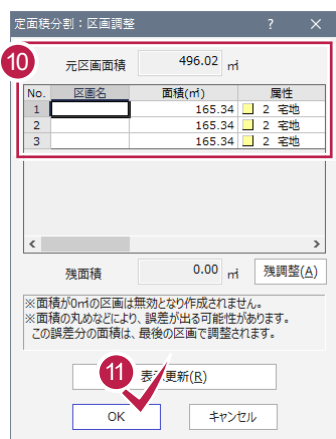 定面積分割：区画調整 ? ×
10
元区画面積 496.02 ㎡
No. 区画名 面積(㎡) 属性
1 165.34 2 宅地
2 165.34 2 宅地
3 165.34 2 宅地
< >
残面積 0.00 ㎡ 残調整(A)
※面積が0㎡の区画は無効となり作成されません。
※面積の丸めなどにより、誤差が出る可能性があります。
この誤差分の面積は、最後の区画で調整されます。
11
表示更新(R)
OK キャンセル